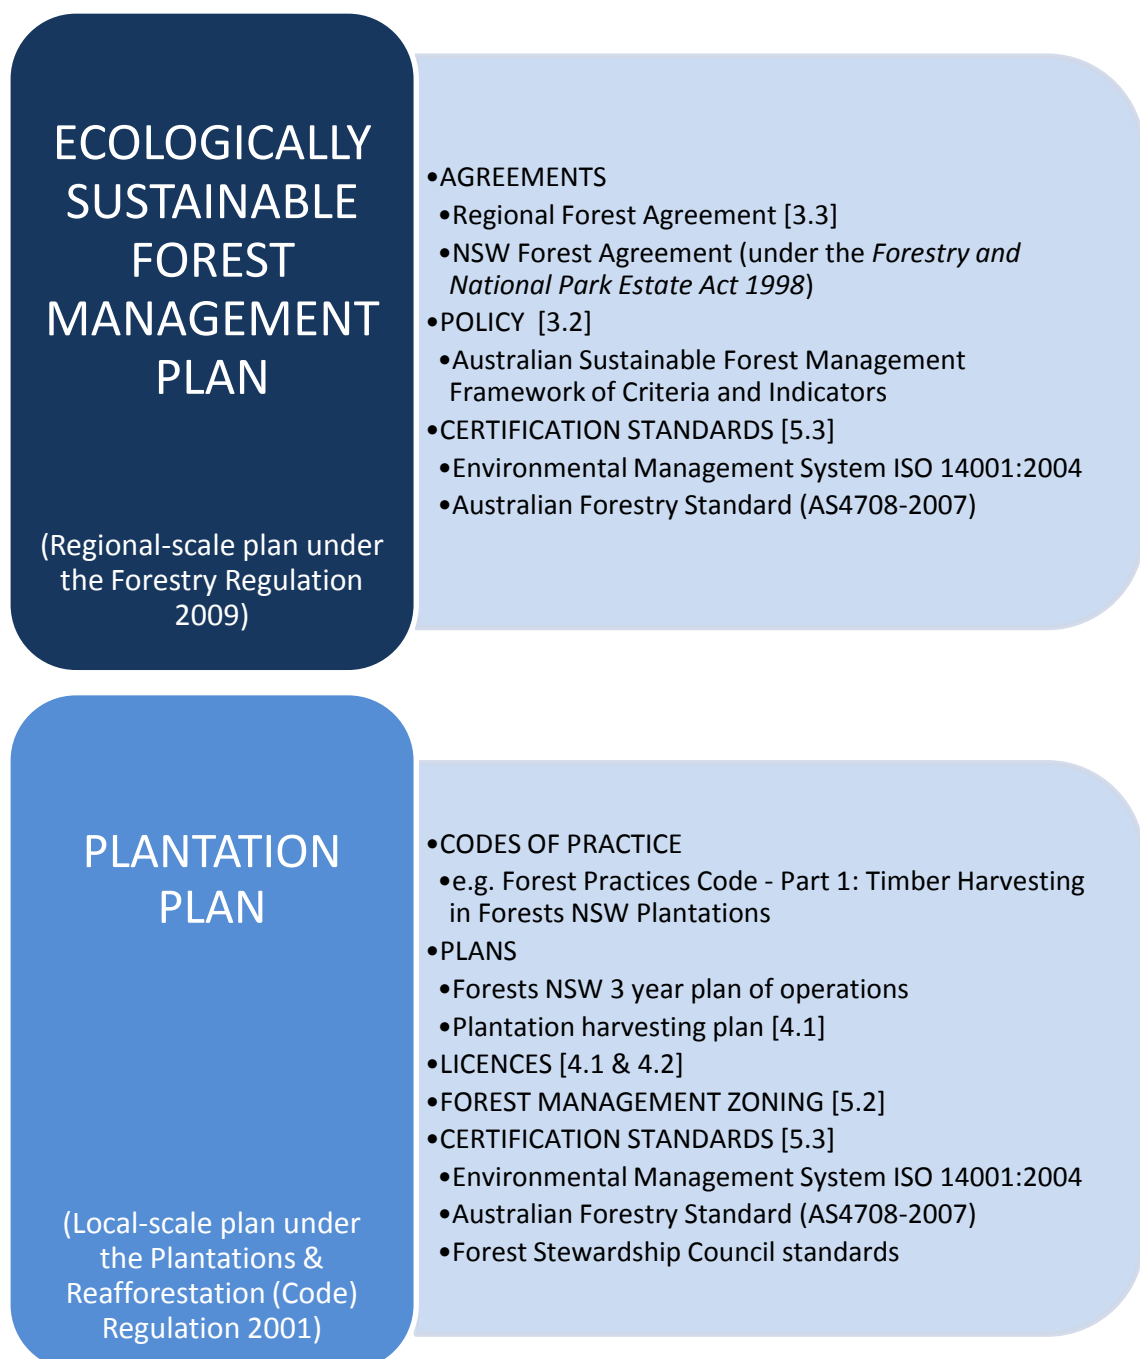 ECOLOGICALLY
SUSTAINABLE
FOREST
MANAGEMENT
PLAN
(Regional-scale plan under
the Forestry Regulation
2009)
•AGREEMENTS
•Regional Forest Agreement [3.3]
•NSW Forest Agreement (under the Forestry and
National Park Estate Act 1998)
•POLICY  [3.2]
•Australian Sustainable Forest Management
Framework of Criteria and Indicators
•CERTIFICATION STANDARDS [5.3]
•Environmental Management System ISO 14001:2004
•Australian Forestry Standard (AS4708-2007)
PLANTATION
PLAN
(Local-scale plan under
the Plantations &
Reafforestation (Code)
Regulation 2001)
•CODES OF PRACTICE
•e.g. Forest Practices Code - Part 1: Timber Harvesting
in Forests NSW Plantations
•PLANS
•Forests NSW 3 year plan of operations
•Plantation harvesting plan [4.1]
•LICENCES [4.1 & 4.2]
•FOREST MANAGEMENT ZONING [5.2]
•CERTIFICATION STANDARDS [5.3]
•Environmental Management System ISO 14001:2004
•Australian Forestry Standard (AS4708-2007)
•Forest Stewardship Council standards